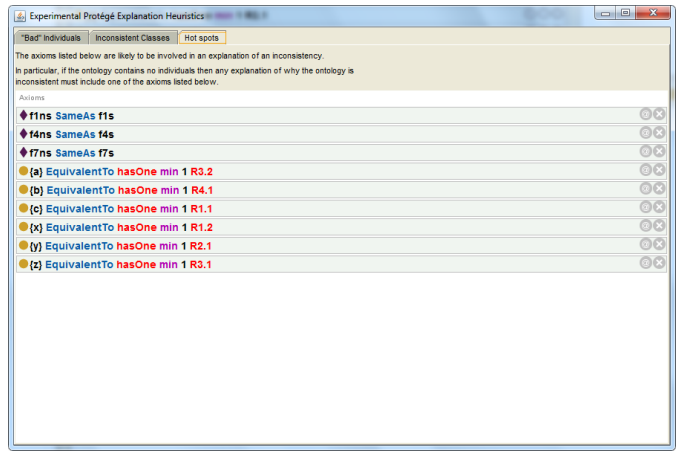 Experimental Protégé Explanation Heuristics
"Bad" Individuals Inconsistent Classes Hot spots
The axioms listed below are likely to be involved in an explanation of an inconsistency.
In particular, if the ontology contains no individuals then any explanation of why the ontology is
inconsistent must include one of the axioms listed below.
Axioms
f1ns SameAs f1s
f4ns SameAs f4s
f7ns SameAs f7s
{a} EquivalentTo hasOne min 1 R3.2
{b} EquivalentTo hasOne min 1 R4.1
{c} EquivalentTo hasOne min 1 R1.1
{x} EquivalentTo hasOne min 1 R1.2
{y} EquivalentTo hasOne min 1 R2.1
{z} EquivalentTo hasOne min 1 R3.1